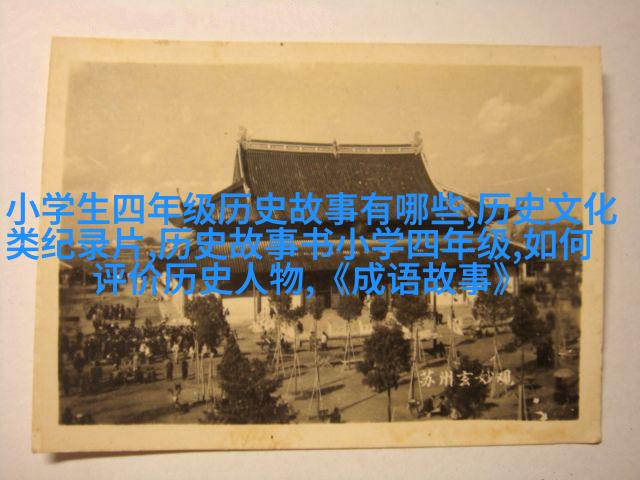 小学生四年级历史故事有哪些,历史文化
类纪录片,历史故事书小学四年级,如何
评价历史人物,《成语故事》
苏州玄妙观